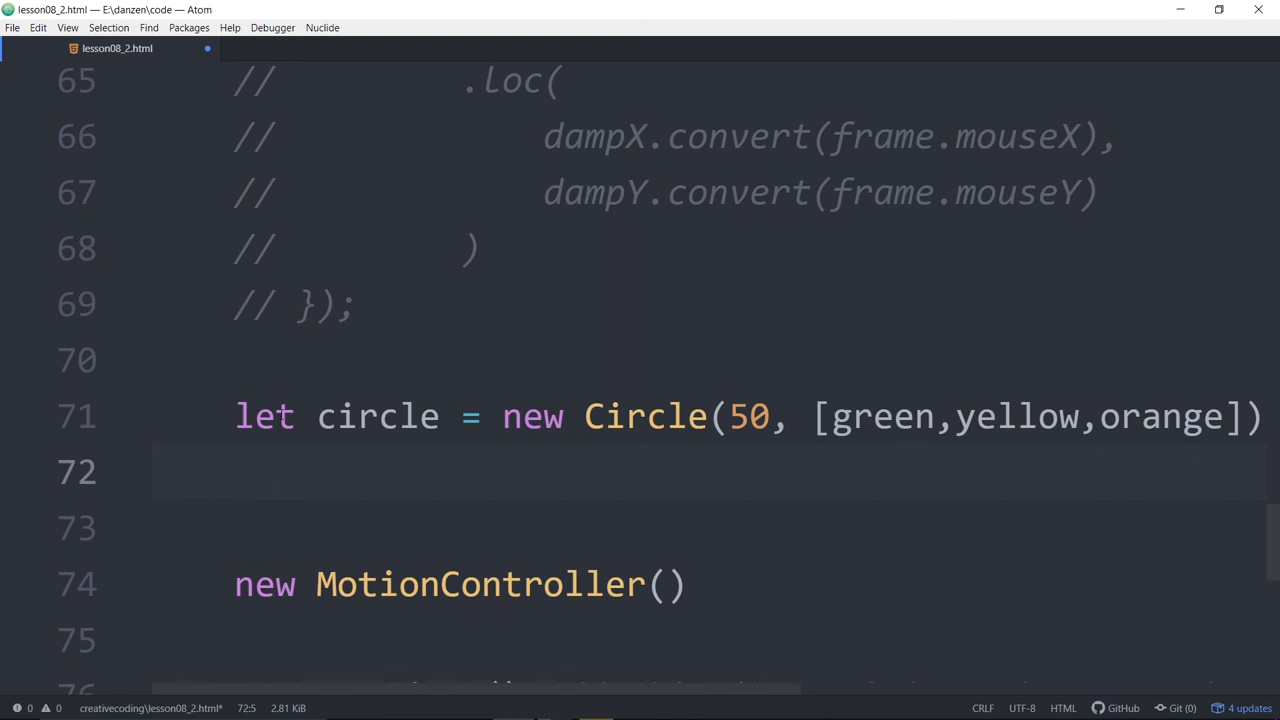 lesson08_2.html — E:\danzen\code — Atom
File Edit View Selection Find Packages Help Debugger Nuclide
lesson08_2.html
65 // .loc(
66 // dampX.convert(frame.mouseX),
67 // dampY.convert(frame.mouseY)
68 // )
69 // });
70
71 let circle = new Circle(50, [green,yellow,orange])
72
73
74 new MotionController()
75
0 0 creativecoding\lesson08_2.html* 72:5 2.81 KiB CRLF UTF-8 HTML GitHub Git (0) 4 updates